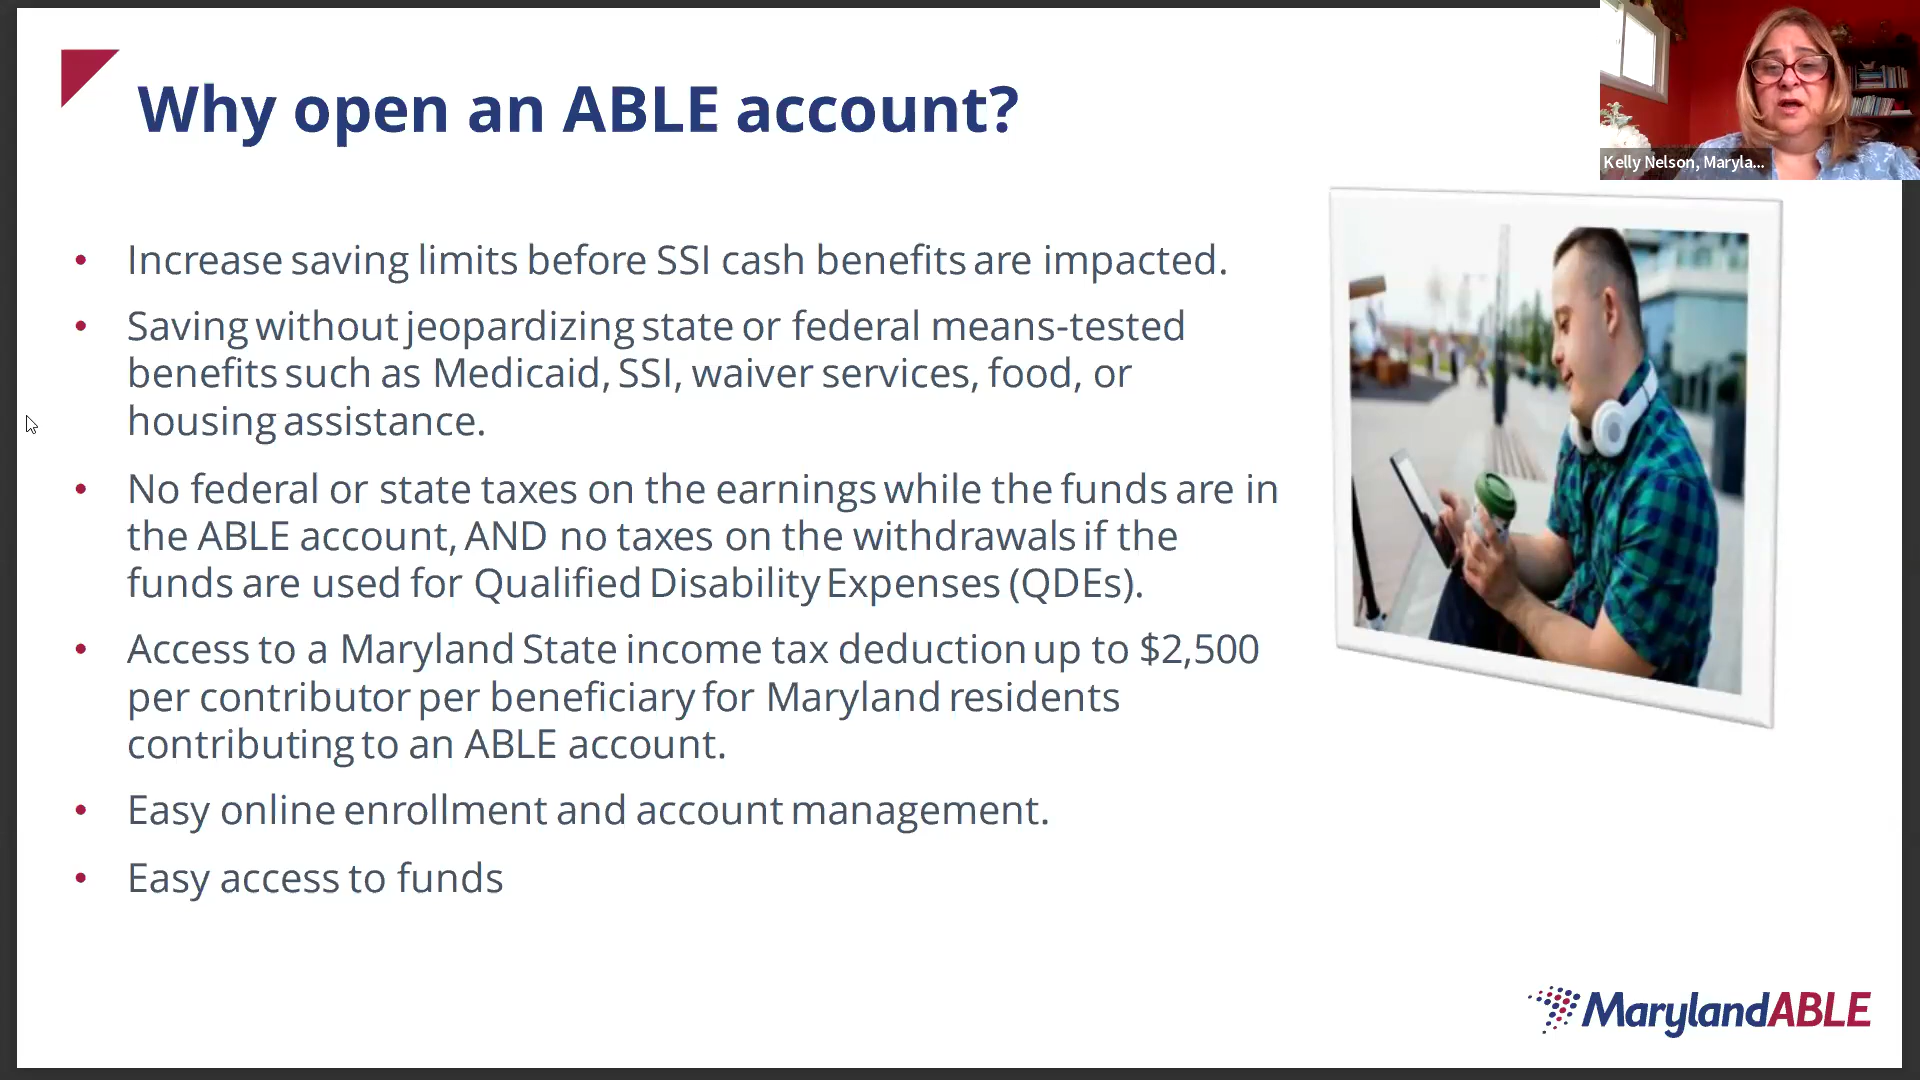 Why open an ABLE account?
Kelly Nelson, Maryla...
• Increase saving limits before SSI cash benefits are impacted.
• Saving without jeopardizing state or federal means-tested
benefits such as Medicaid, SSI, waiver services, food, or
housing assistance.
• No federal or state taxes on the earnings while the funds are in
the ABLE account, AND no taxes on the withdrawals if the
funds are used for Qualified Disability Expenses (QDEs).
• Access to a Maryland State income tax deduction up to $2,500
per contributor per beneficiary for Maryland residents
contributing to an ABLE account.
• Easy online enrollment and account management.
• Easy access to funds
MarylandABLE